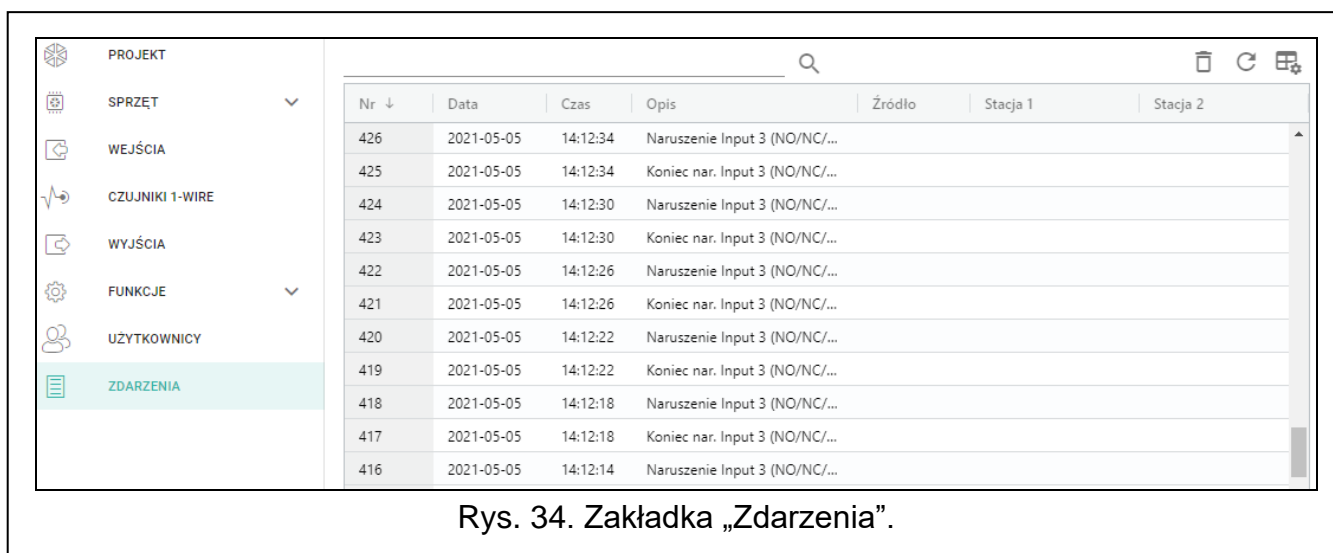 PROJEKT
SPRZĘT
WEJŚCIA
CZUJNIKI 1-WIRE
WYJŚCIA
FUNKCJE
UŻYTKOWNICY
ZDARZENIA
Nr ↓ Data Czas Opis Źródło Stacja 1 Stacja 2
426 2021-05-05 14:12:34 Naruszenie Input 3 (NO/NC/...
425 2021-05-05 14:12:34 Koniec nar. Input 3 (NO/NC/...
424 2021-05-05 14:12:30 Naruszenie Input 3 (NO/NC/...
423 2021-05-05 14:12:30 Koniec nar. Input 3 (NO/NC/...
422 2021-05-05 14:12:26 Naruszenie Input 3 (NO/NC/...
421 2021-05-05 14:12:26 Koniec nar. Input 3 (NO/NC/...
420 2021-05-05 14:12:22 Naruszenie Input 3 (NO/NC/...
419 2021-05-05 14:12:22 Koniec nar. Input 3 (NO/NC/...
418 2021-05-05 14:12:18 Naruszenie Input 3 (NO/NC/...
417 2021-05-05 14:12:18 Koniec nar. Input 3 (NO/NC/...
416 2021-05-05 14:12:14 Naruszenie Input 3 (NO/NC/...
Rys. 34. Zakładka „Zdarzenia”.